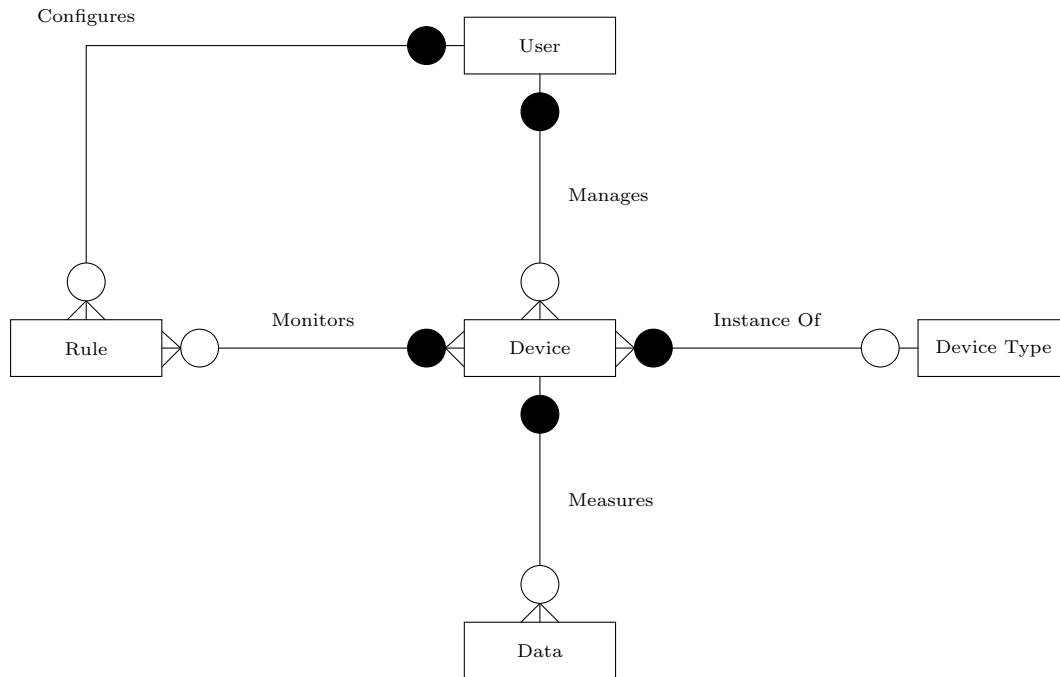 Configures
User
Manages
Monitors
Instance Of
Rule
Device
Device Type
Measures
Data